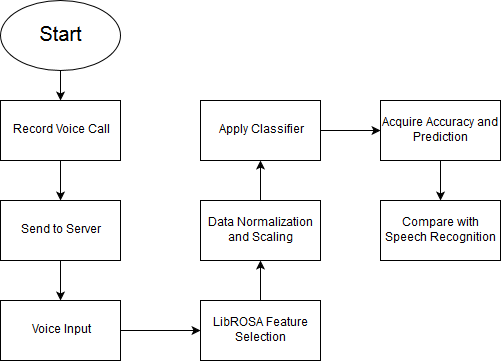 Start
Record Voice Call
Send to Server
Voice Input
LibROSA Feature
Selection
Data Normalization
and Scaling
Apply Classifier
Acquire Accuracy and
Prediction
Compare with
Speech Recognition